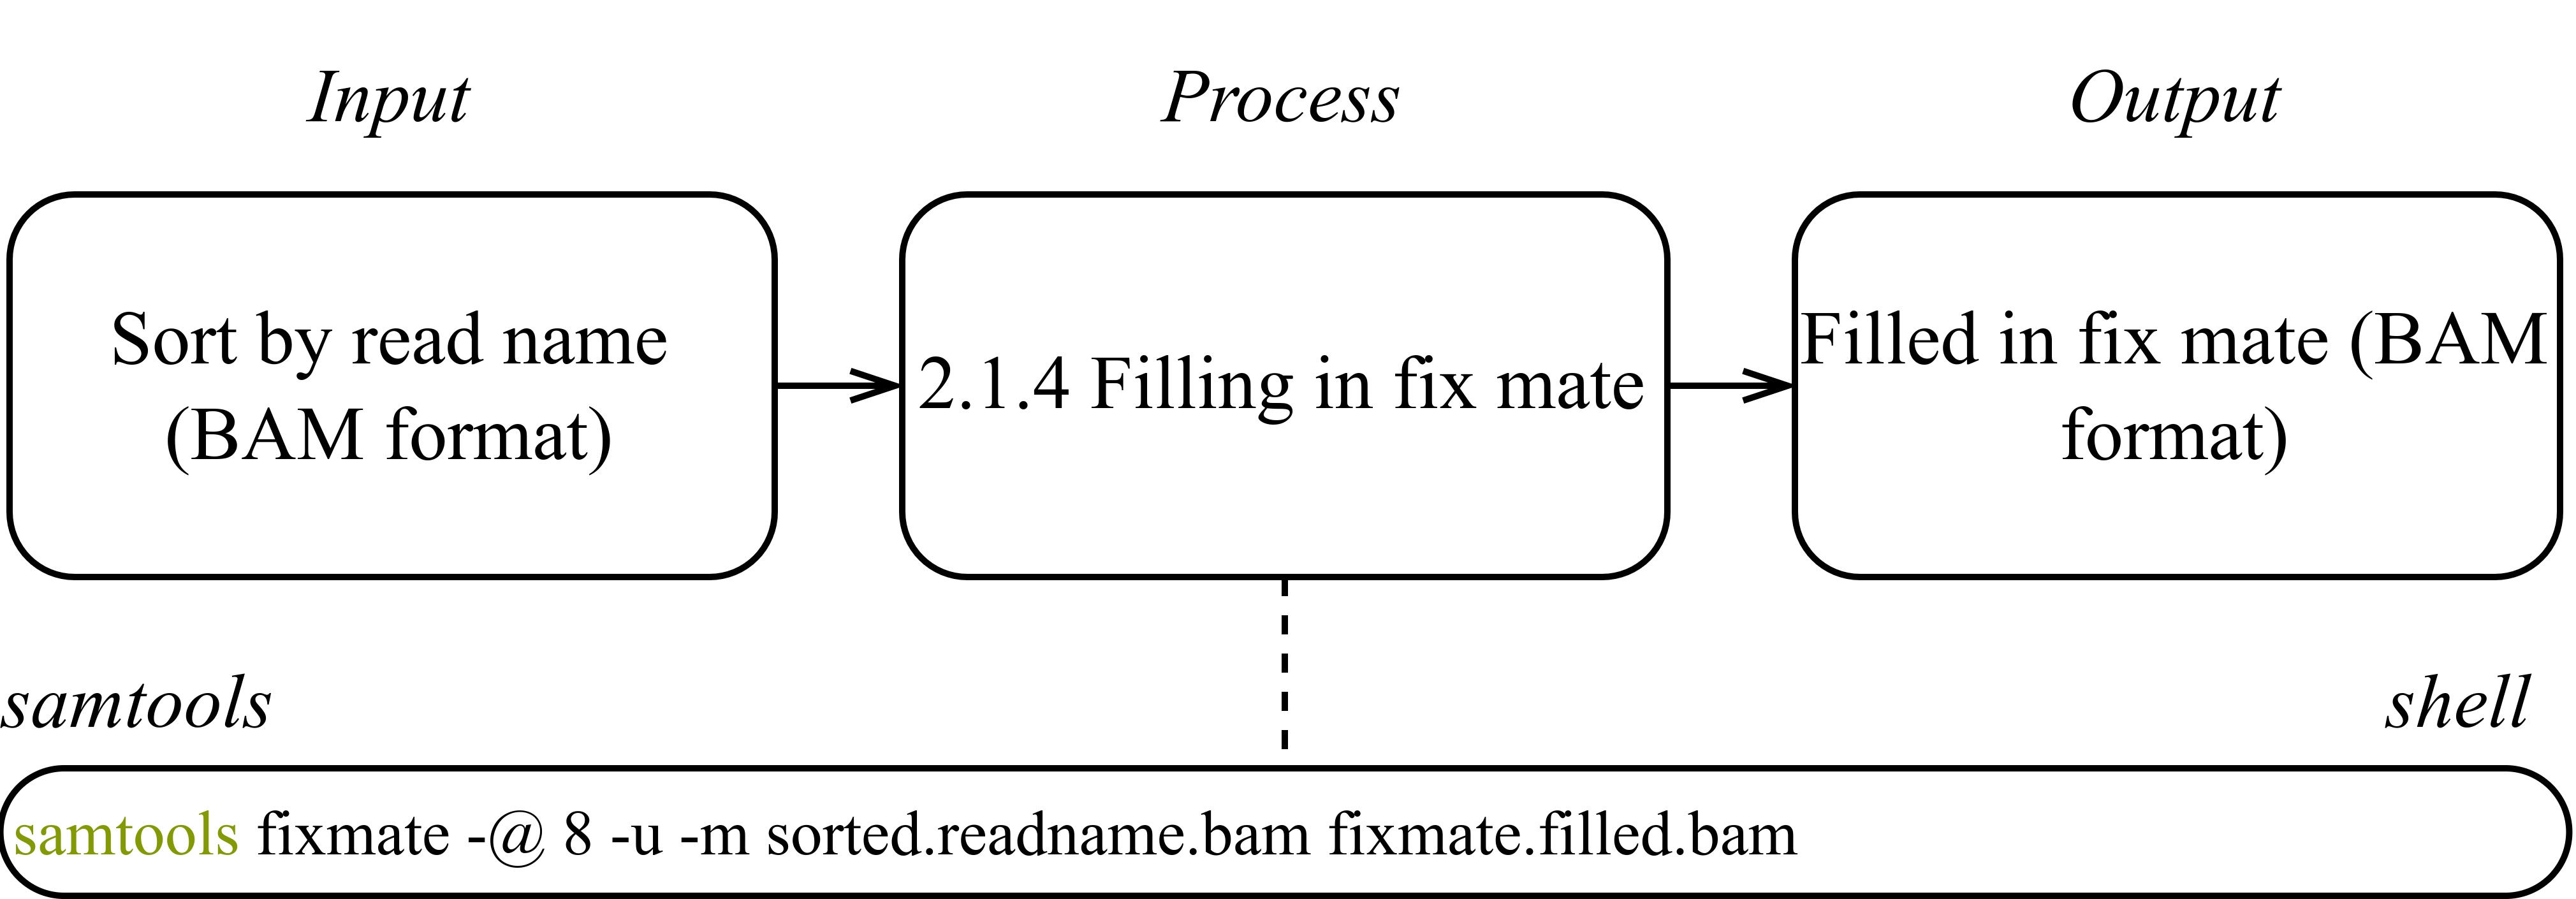 Input
Process
Output
Sort by read name
(BAM format)
2.1.4 Filling in fix mate
Filled in fix mate (BAM
format)
samtools
shell
samtools fixmate -@ 8 -u -m sorted.readname.bam fixmate.filled.bam